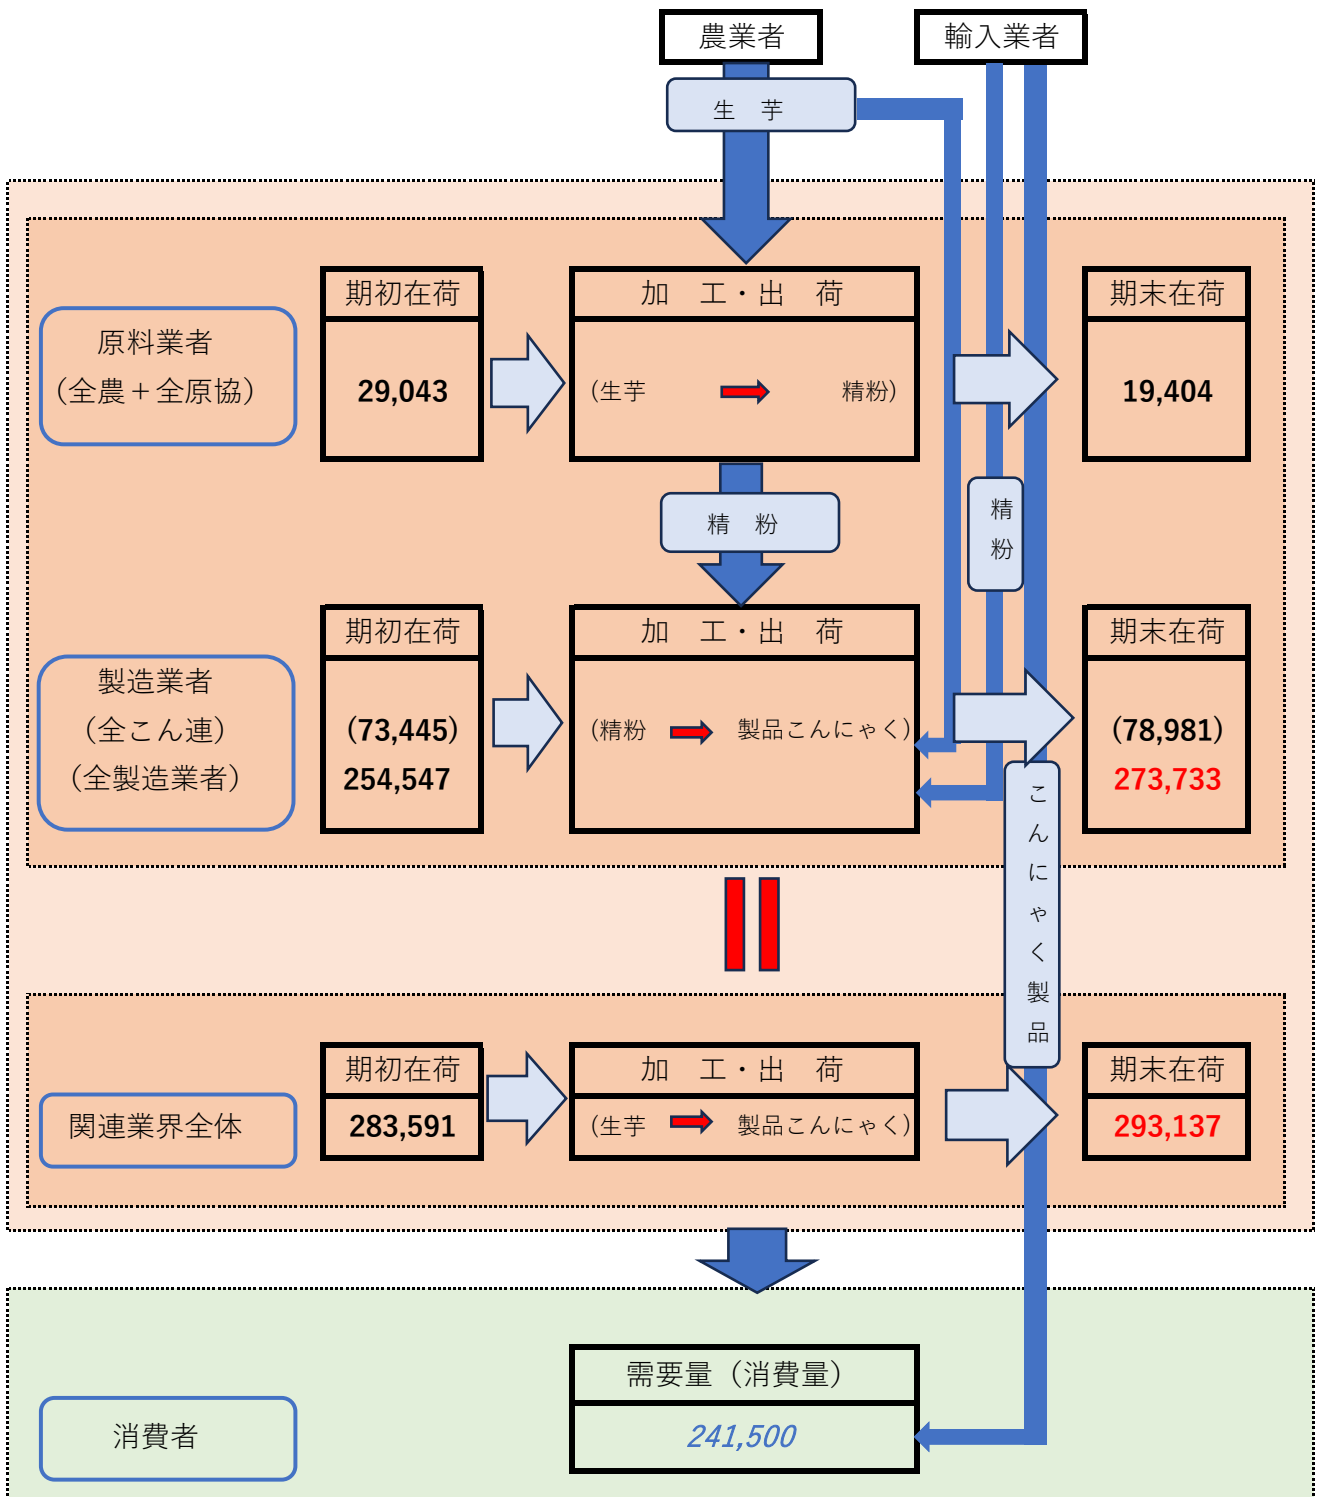 農業者
輸入業者
生　芋
原料業者
（全農＋全原協）
期初在荷
29,043
加　工・出　荷
（生芋
精粉）
期末在荷
19,404
精　粉
精粉
製造業者
（全こん連）
（全製造業者）
期初在荷
（73,445）
254,547
加　工・出　荷
（精粉
製品こんにゃく）
期末在荷
（78,981）
273,733
こんにゃく製品
関連業界全体
期初在荷
283,591
加　工・出　荷
（生芋
製品こんにゃく）
期末在荷
293,137
消費者
需要量（消費量）
241,500